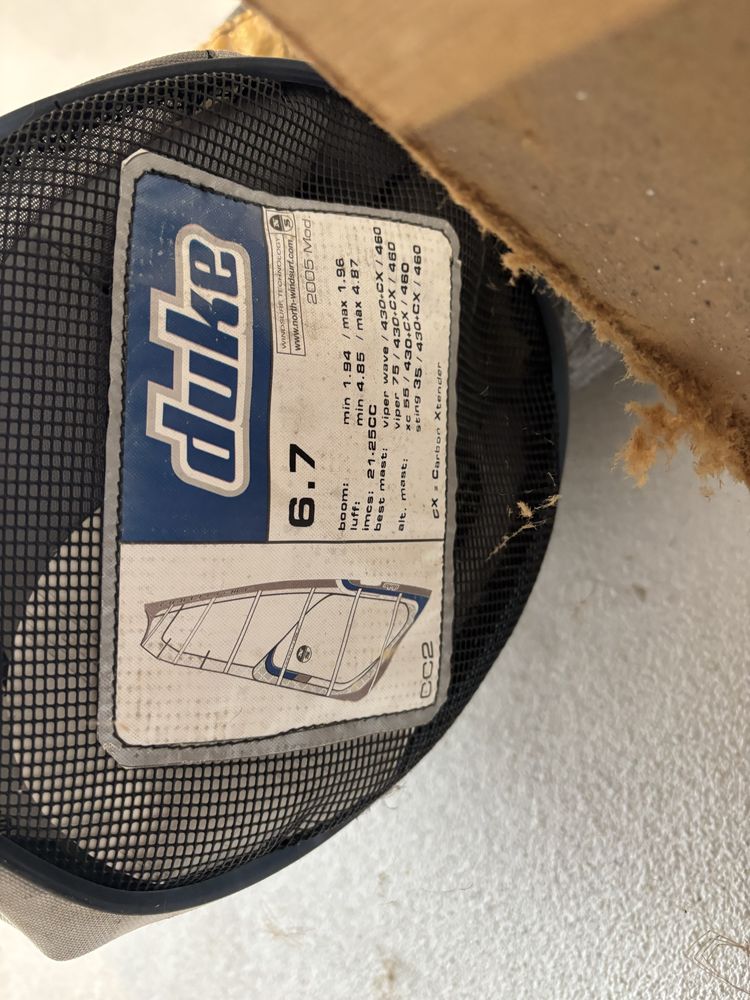 duke
WINDSURF TECHNOLOGY
www.north-windsurf.com
2005 Mod
6.7
boom: min 1.94 / max 1.96
luff: min 4.85 / max 4.87
imcs: 21-25CC
best mast: viper wave / 430+CX / 460
viper 75 / 430+CX / 460
alt. mast: xc 55 / 430+CX / 460
sting 35 / 430+CX / 460
CX = Carbon Xtender
CC2